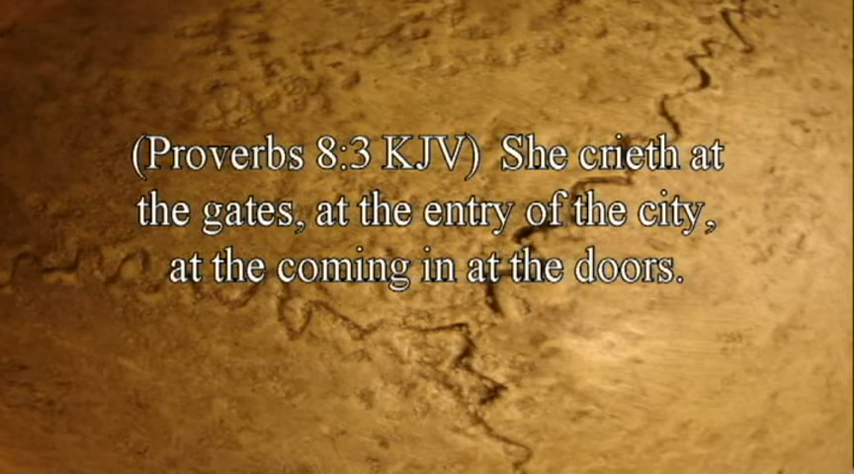 (Proverbs 8:3 KJV)  She crieth at
the gates, at the entry of the city,
at the coming in at the doors.